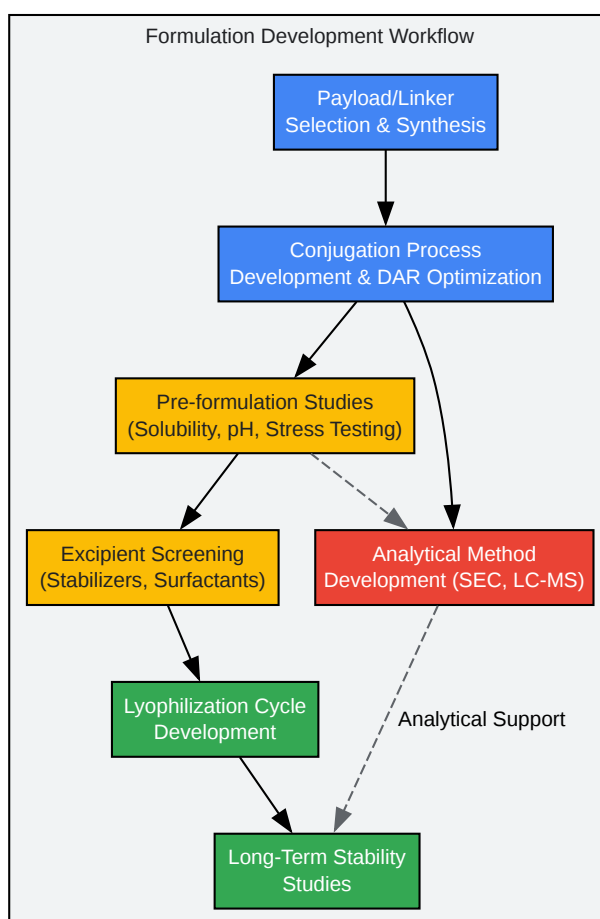 Formulation Development Workflow
Payload/Linker
Selection & Synthesis
Conjugation Process
Development & DAR Optimization
Pre-formulation Studies
(Solubility, pH, Stress Testing)
Excipient Screening
(Stabilizers, Surfactants)
Analytical Method
Development (SEC, LC-MS)
Lyophilization Cycle
Development
Analytical Support
Long-Term Stability
Studies